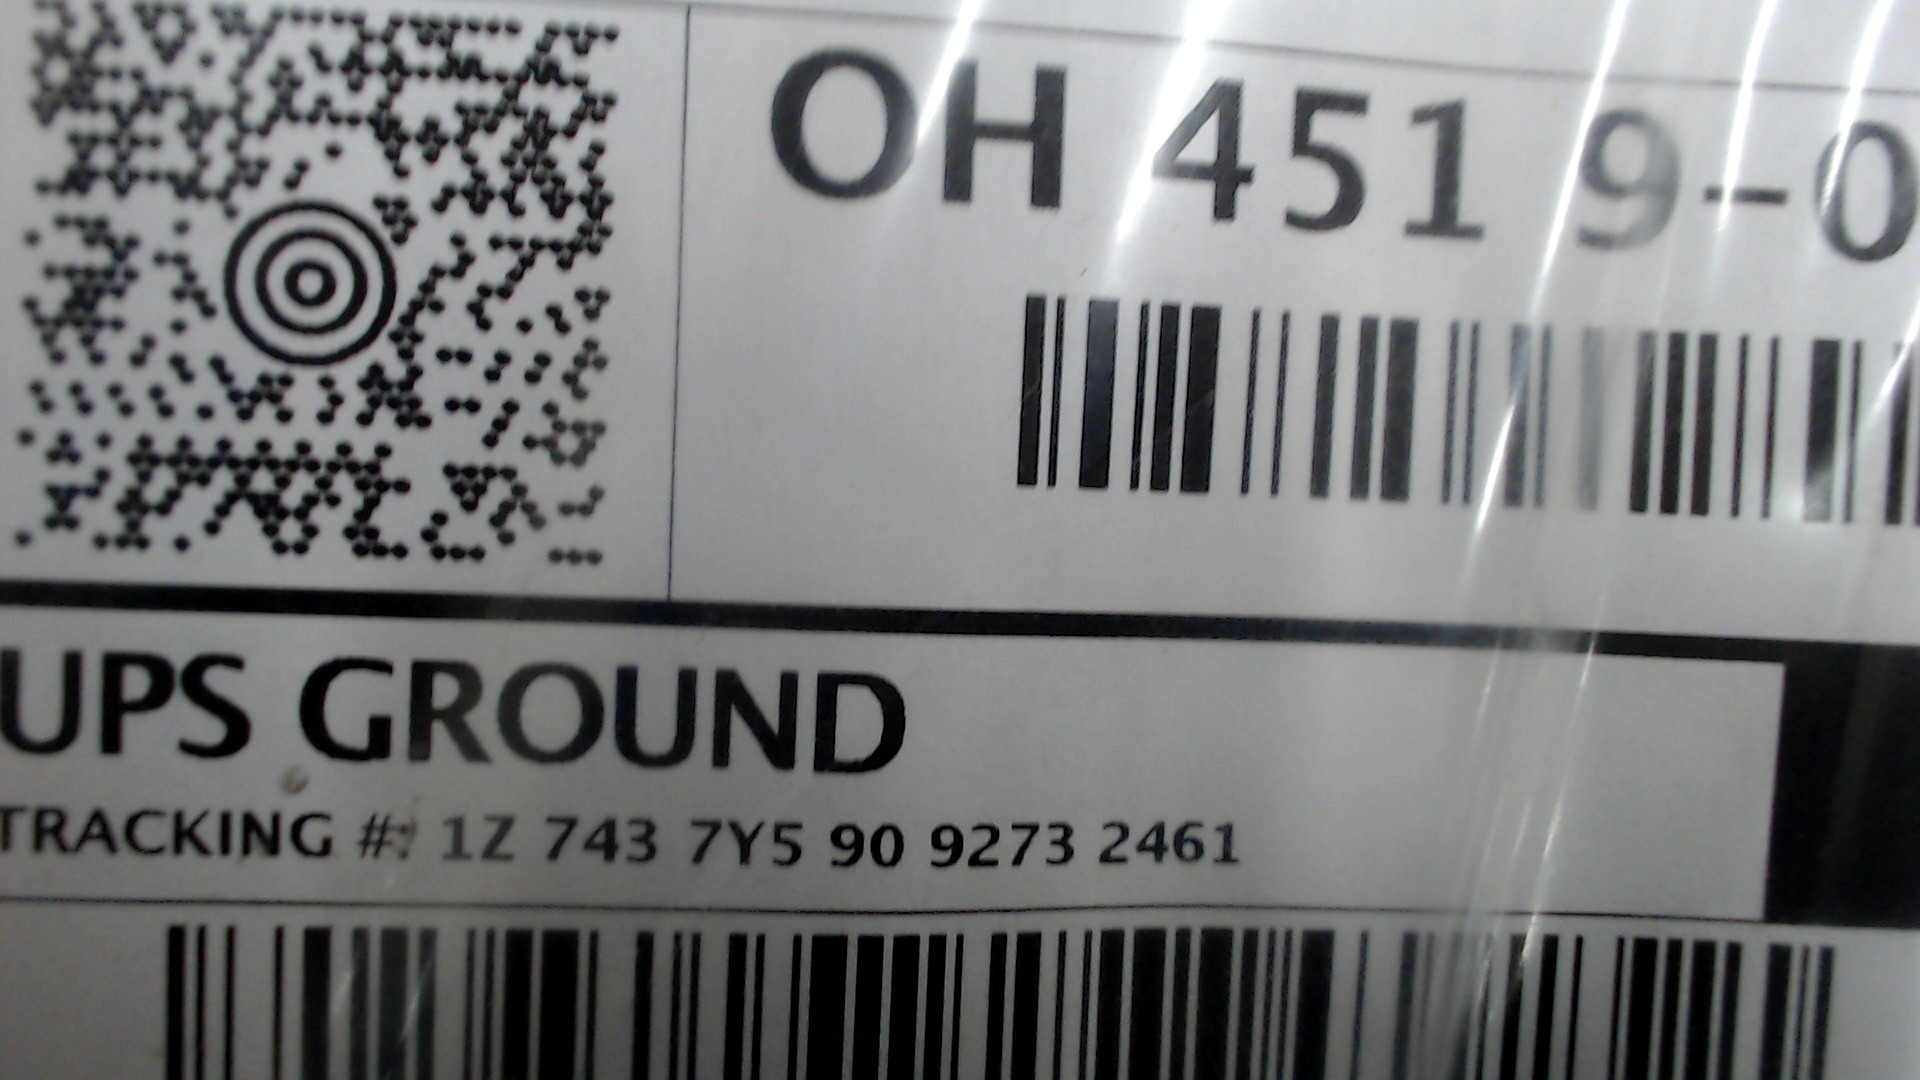 OH 451 9-0
UPS GROUND
TRACKING #: 1Z 743 7Y5 90 9273 2461